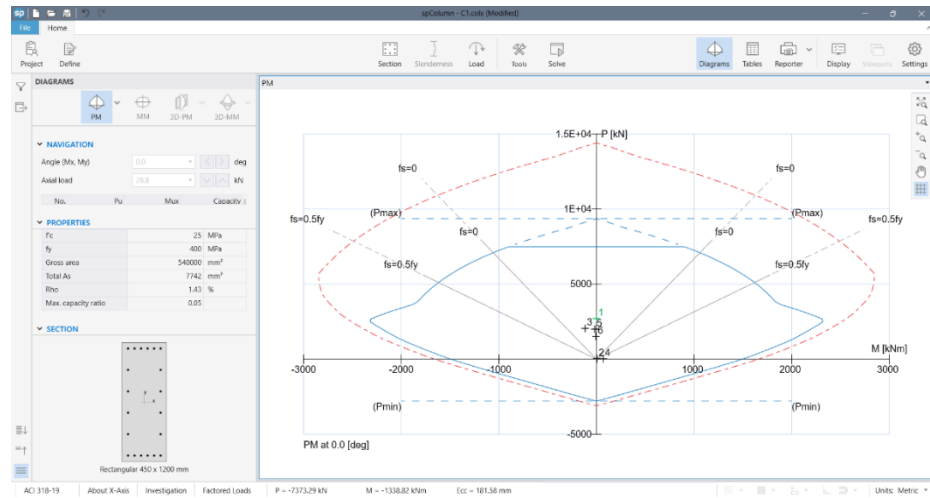 sp
spColumn - C1.colx (Modified)
File Home
Project Define Section Slenderness Load Tools Solve Diagrams Tables Reporter Display Viewports Settings
DIAGRAMS
PM MM 3D-PM 3D-MM
NAVIGATION
Angle (Mx, My) 0.0 deg
Axial load kN
No. Pu Mux Capacity
PROPERTIES
f'c 25 MPa
fy 400 MPa
Gross area 540000 mm²
Total As 7742 mm²
Rho 1.43 %
Max. capacity ratio 0.05
SECTION
y
x
Rectangular 450 x 1200 mm
PM
1.5E+04 P [kN]
fs=0 fs=0
(Pmax) 1E+04 (Pmax)
fs=0.5fy fs=0.5fy
fs=0 fs=0
fs=0.5fy fs=0.5fy
5000
1
3
24
M [kNm]
-3000 -2000 -1000 1000 2000 3000
(Pmin) (Pmin)
-5000
PM at 0.0 [deg]
ACI 318-19 About X-Axis Investigation Factored Loads P = -7373.29 kN M = -1338.82 kNm Ecc = 181.58 mm Units: Metric